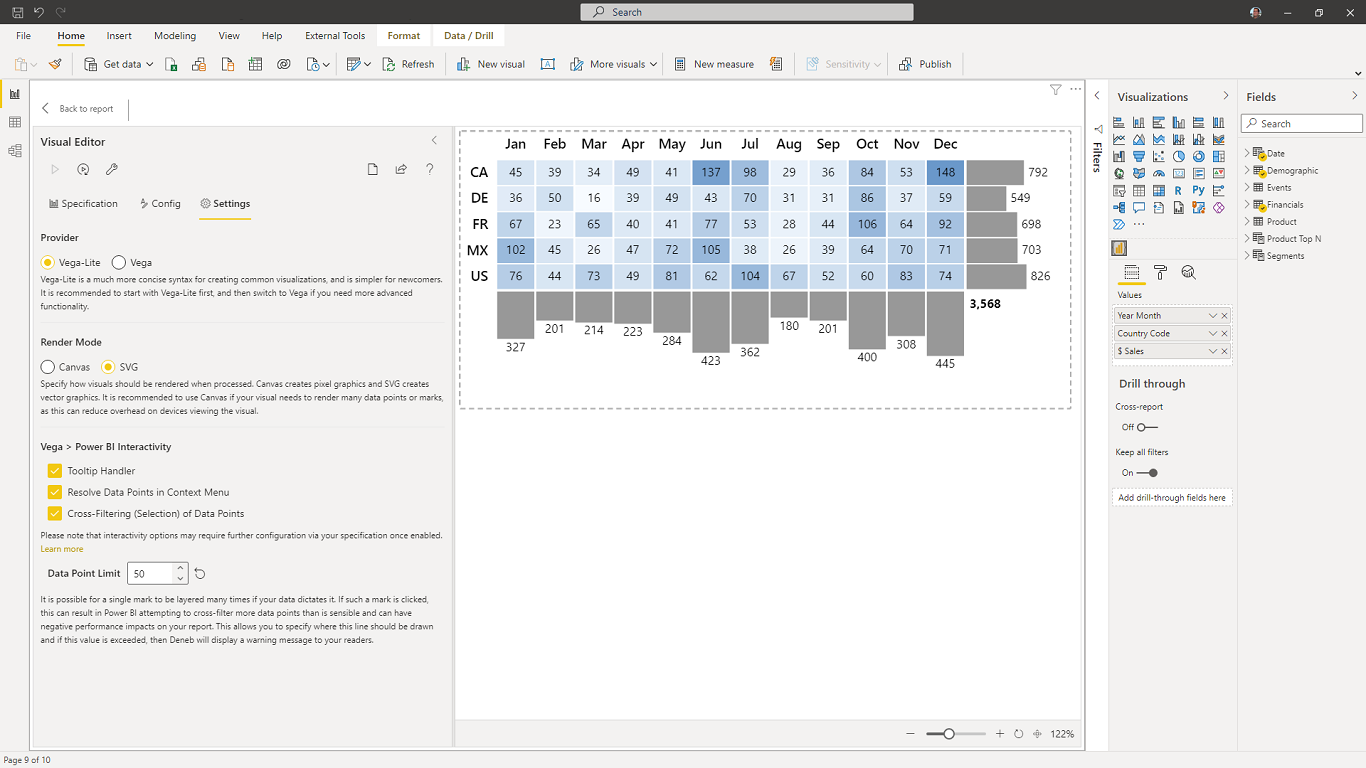 Search
File Home Insert Modeling View Help External Tools Format Data / Drill
Get data Refresh New visual More visuals New measure Sensitivity Publish
Back to report
Visual Editor
Specification Config Settings
Provider
Vega-Lite Vega
Vega-Lite is a much more concise syntax for creating common visualizations, and is simpler for newcomers.
It is recommended to start with Vega-Lite first, and then switch to Vega if you need more advanced
functionality.
Render Mode
Canvas SVG
Specify how visuals should be rendered when processed. Canvas creates pixel graphics and SVG creates
vector graphics. It is recommended to use Canvas if your visual needs to render many data points or marks,
as this can reduce overhead on devices viewing the visual.
Vega > Power BI Interactivity
Tooltip Handler
Resolve Data Points in Context Menu
Cross-Filtering (Selection) of Data Points
Please note that interactivity options may require further configuration via your specification once enabled.
Learn more
Data Point Limit 50
It is possible for a single mark to be layered many times if your data dictates it. If such a mark is clicked,
this can result in Power BI attempting to cross-filter more data points than is sensible and can have
negative performance impacts on your report. This allows you to specify where this line should be drawn
and if this value is exceeded, then Deneb will display a warning message to your readers.
Jan Feb Mar Apr May Jun Jul Aug Sep Oct Nov Dec
CA 45 39 34 49 41 137 98 29 36 84 53 148 792
DE 36 50 16 39 49 43 70 31 31 86 37 59 549
FR 67 23 65 40 41 77 53 28 44 106 64 92 698
MX 102 45 26 47 72 105 38 26 39 64 70 71 703
US 76 44 73 49 81 62 104 67 52 60 83 74 826
3,568
327 201 214 223 284 423 362 180 201 400 308 445
122%
Filters
Visualizations
R Py
123
Values
Year Month
Country Code
$ Sales
Drill through
Cross-report
Off
Keep all filters
On
Add drill-through fields here
Fields
Search
Date
Demographic
Events
Financials
Product
Product Top N
Segments
Page 9 of 10